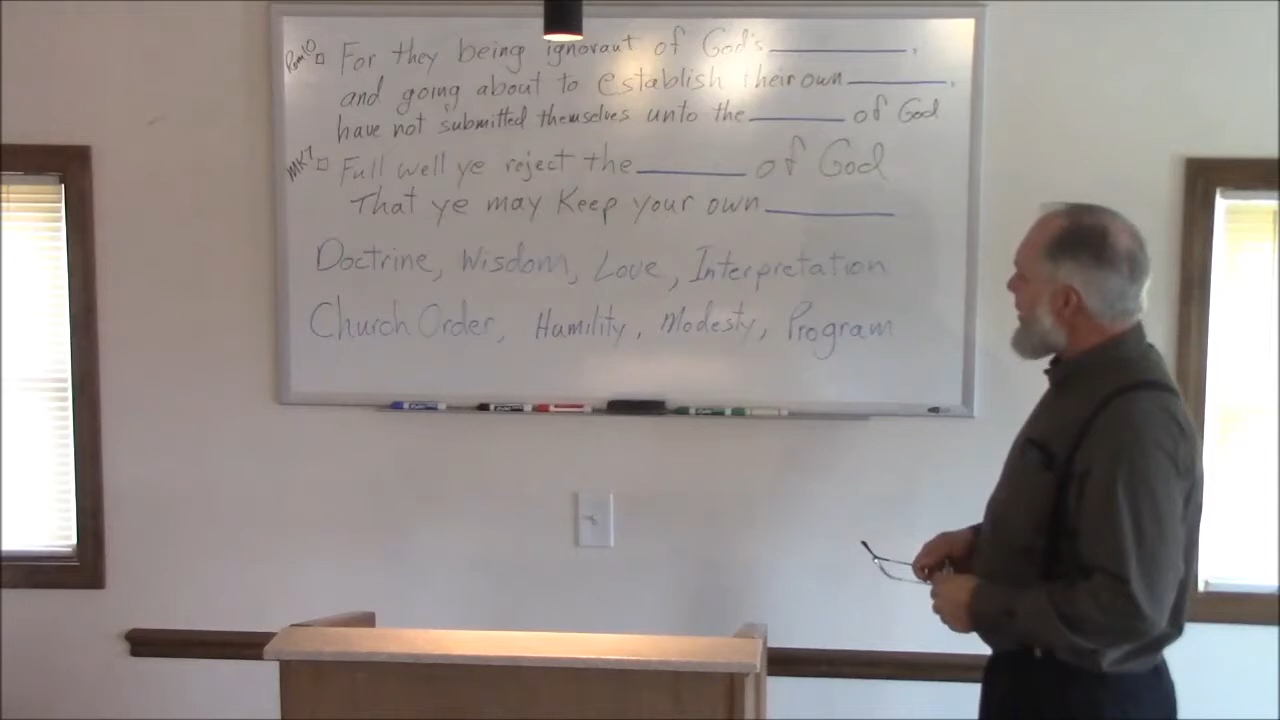 Rom 10 □ For they being ignorant of God's ________,
and going about to establish their own ________,
have not submitted themselves unto the ________ of God
MK7 □ Full well ye reject the ________ of God
That ye may Keep your own ________
Doctrine, Wisdom, Love, Interpretation
Church Order, Humility, Modesty, Program